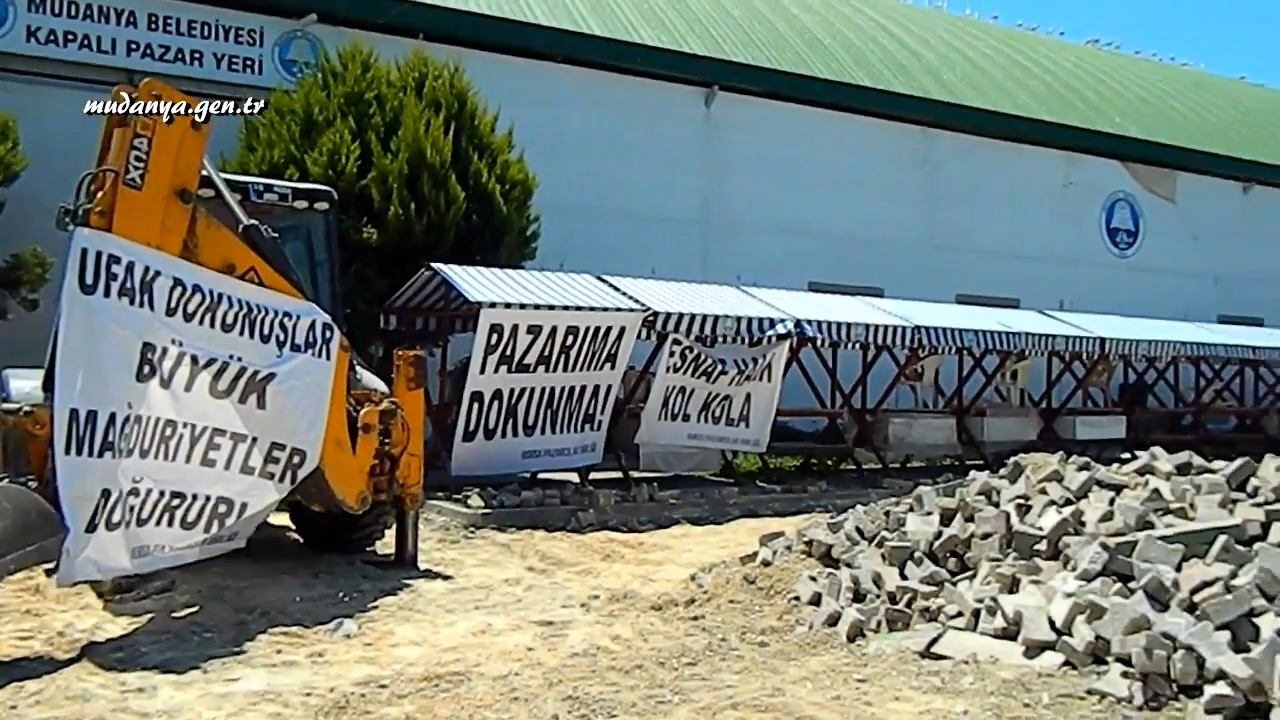 MUDANYA BELEDİYESİ
KAPALI PAZAR YERİ
mudanya.gen.tr
UFAK DOKUNUŞLAR
BÜYÜK
MAĞDURİYETLER
DOĞURUR!
PAZARIMA
DOKUNMA!
ESNAF HALK
KOL KOLA